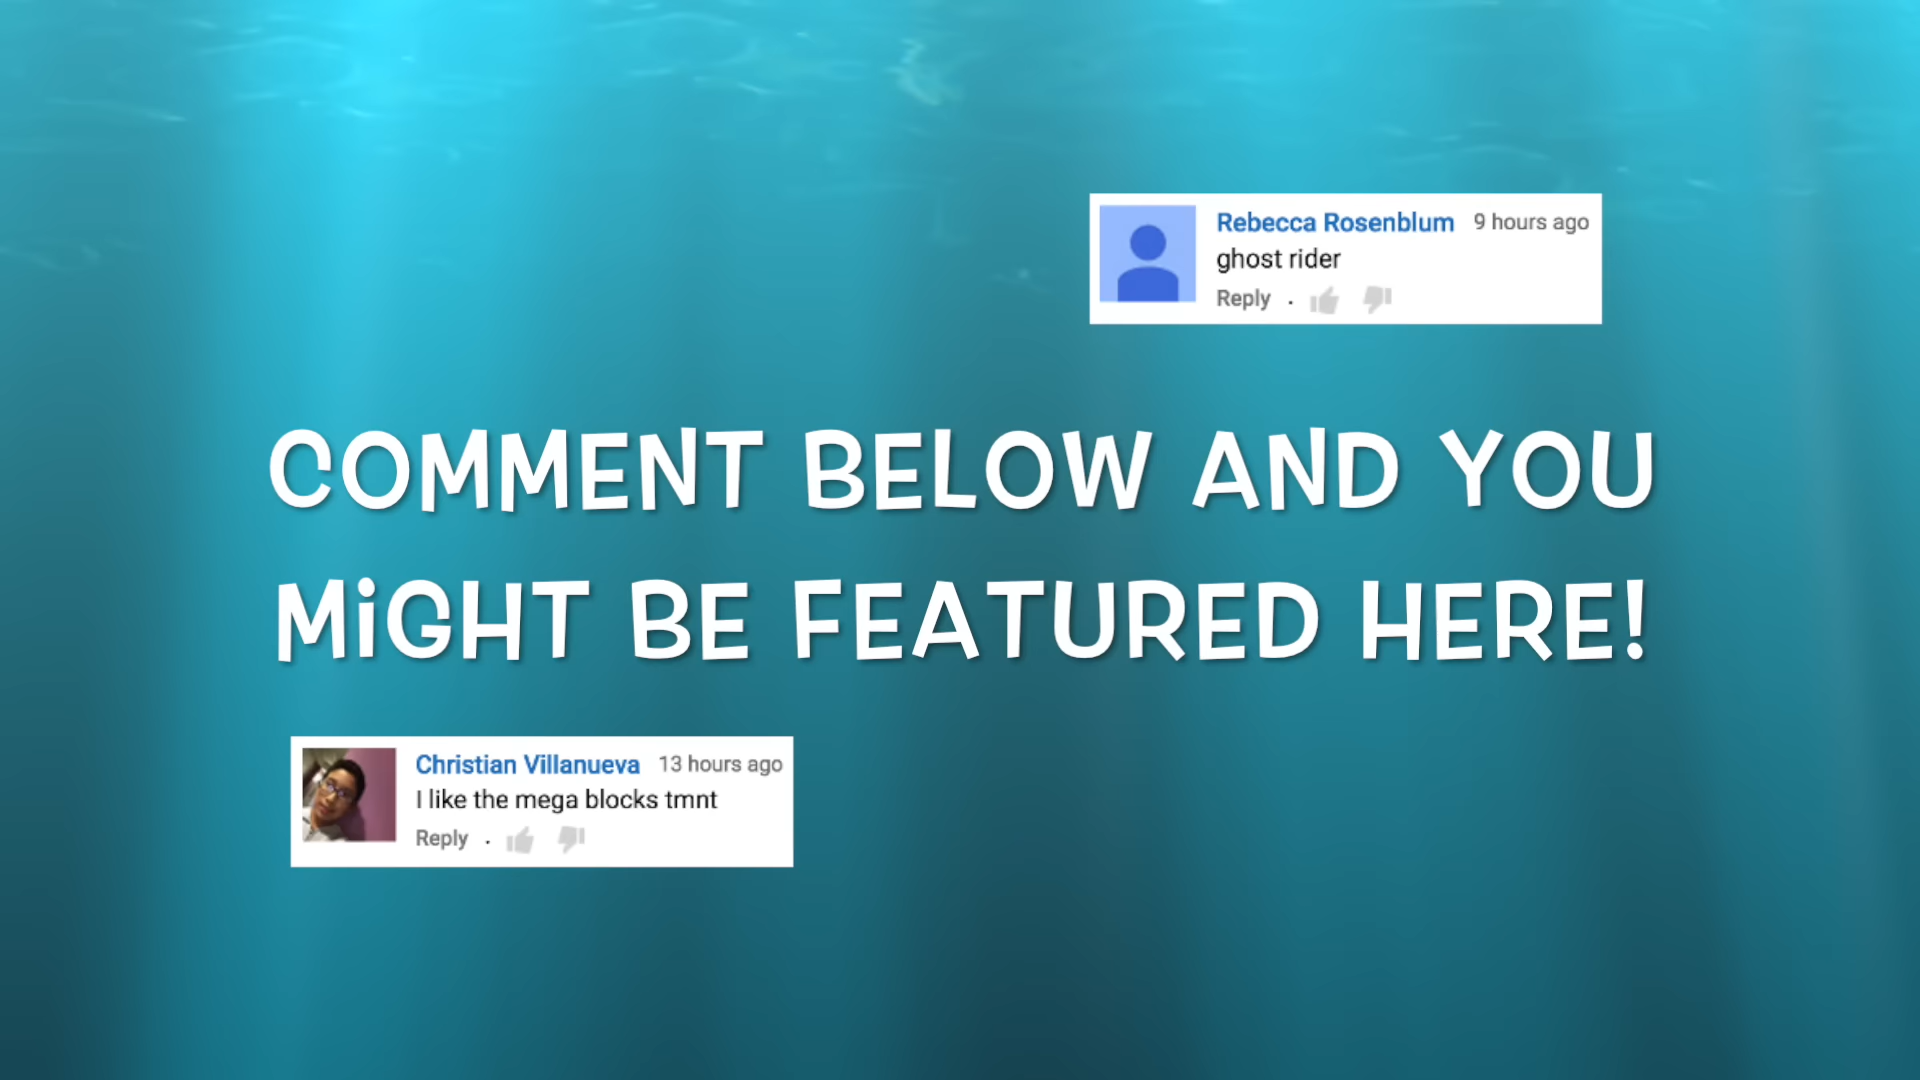 Rebecca Rosenblum 9 hours ago
ghost rider
Reply .
COMMENT BELOW AND YOU
MiGHT BE FEATURED HERE!
Christian Villanueva 13 hours ago
I like the mega blocks tmnt
Reply .